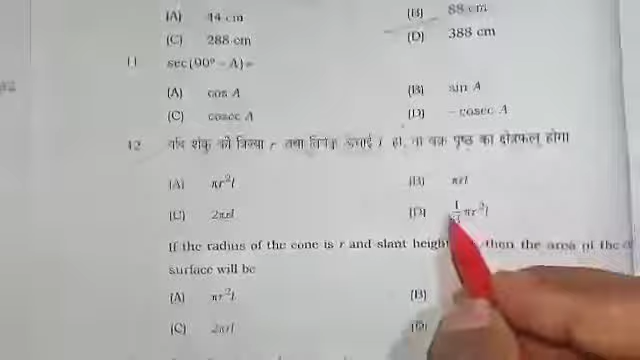 (A) 44 cm (B) 88 cm
(C) 288 cm (D) 388 cm
11 sec(90° − A)=
(A) cos A (B) sin A
(C) cosec A (D) − cosec A
12 यदि शंकु की त्रिज्या r तथा तिर्यक ऊँचाई l हो, तो वक्र पृष्ठ का क्षेत्रफल होगा
(A) πr²l (B) πrl
(C) 2πrl (D) 1/3 πr²l
If the radius of the cone is r and slant height then the area of the
surface will be
(A) πr²l (B)
(C) 2πrl (D)